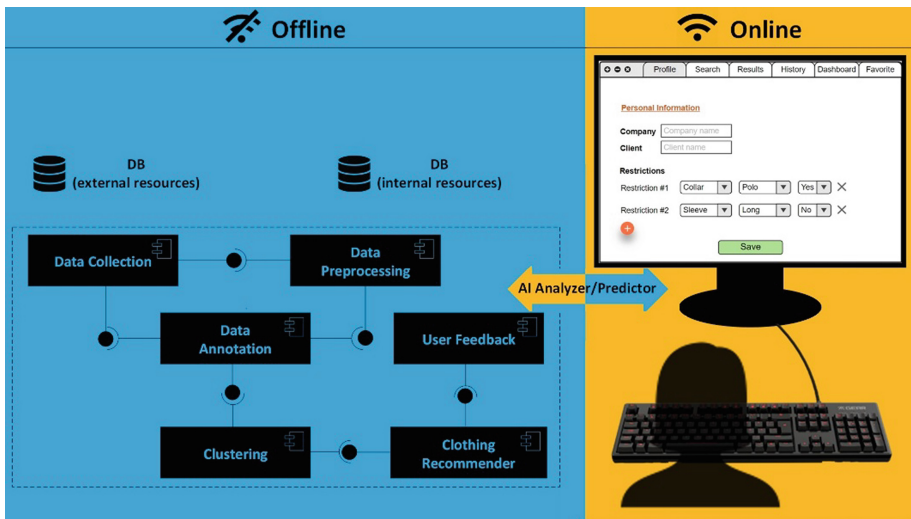 Offline
Online
Profile Search Results History Dashboard Favorite
Personal Information
Company Company name
Client Client name
Restrictions
Restriction #1 Collar Polo Yes
Restriction #2 Sleeve Long No
Save
DB
(external resources)
DB
(internal resources)
Data Collection
Data
Preprocessing
AI Analyzer/Predictor
Data
Annotation
User Feedback
Clustering
Clothing
Recommender